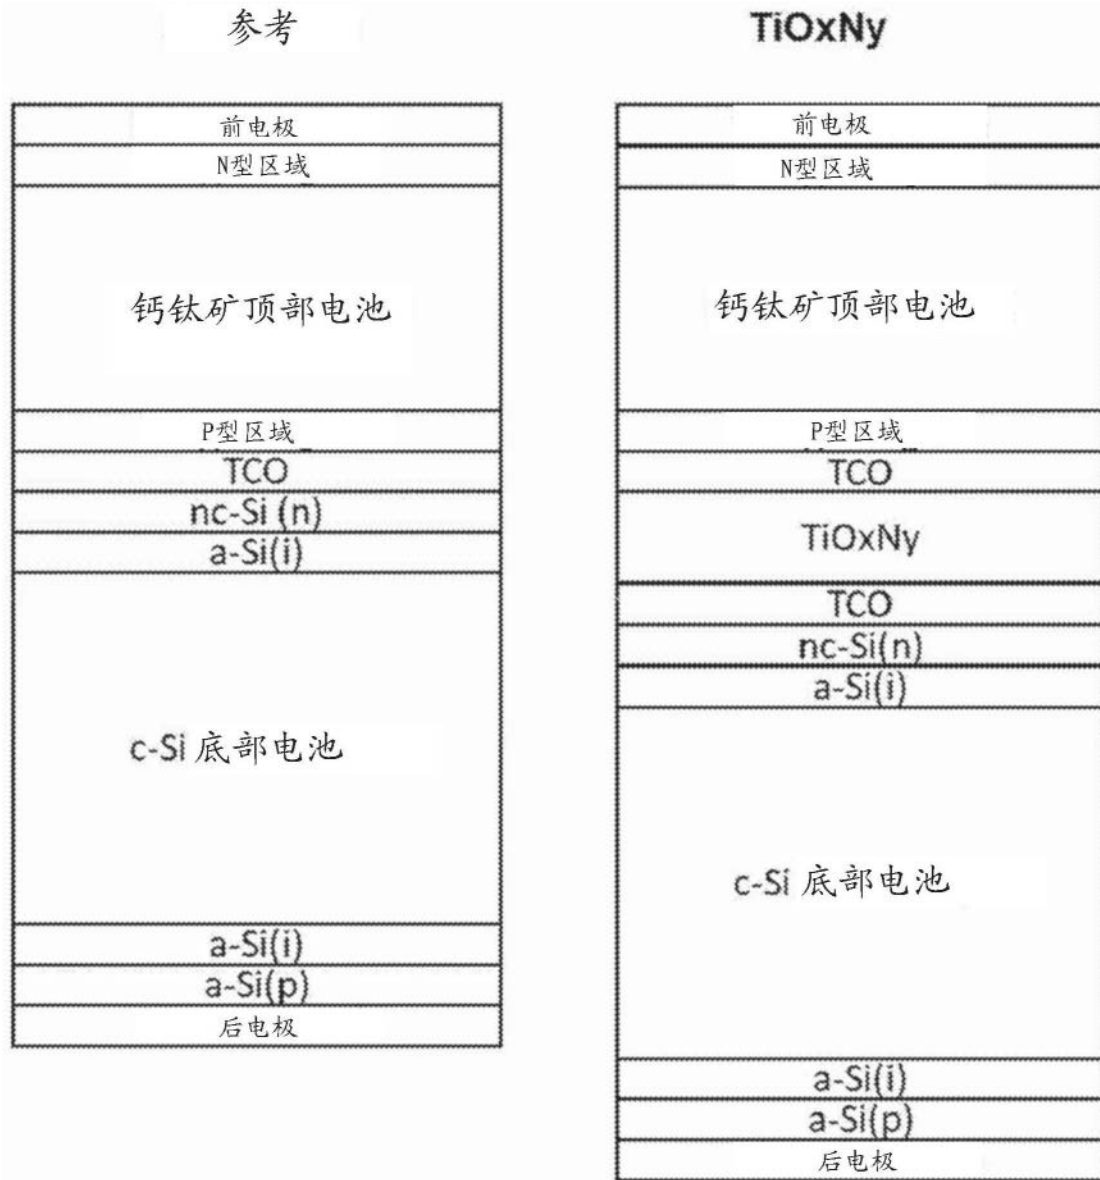 参考
前电极
N型区域
钙钛矿顶部电池
P型区域
TCO
nc-Si (n)
a-Si(i)
c-Si 底部电池
a-Si(i)
a-Si(p)
后电极
TiOxNy
前电极
N型区域
钙钛矿顶部电池
P型区域
TCO
TiOxNy
TCO
nc-Si(n)
a-Si(i)
c-Si 底部电池
a-Si(i)
a-Si(p)
后电极